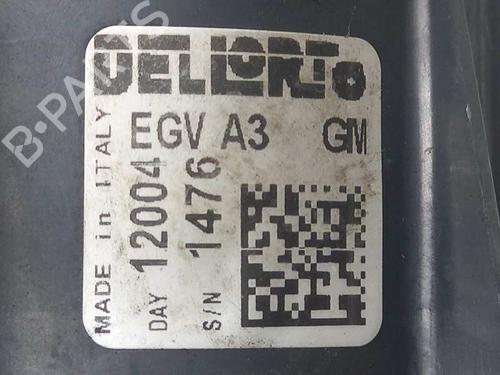 DELLORTO
EGV A3 GM
MADE in ITALY
DAY 12004
S/N 1476
B-PARTS